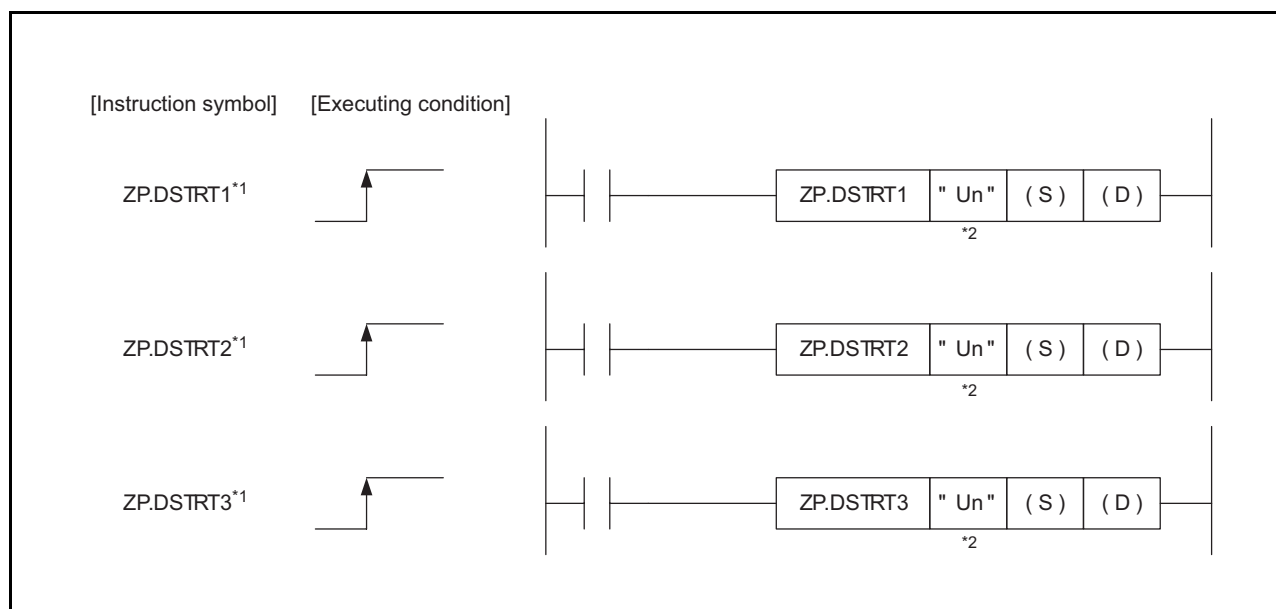 [Instruction symbol] [Executing condition]
ZP.DSTRT1*1 ZP.DSTRT1 " Un" ( S ) ( D )
*2
ZP.DSTRT2*1 ZP.DSTRT2 " Un" ( S ) ( D )
*2
ZP.DSTRT3*1 ZP.DSTRT3 " Un" ( S ) ( D )
*2